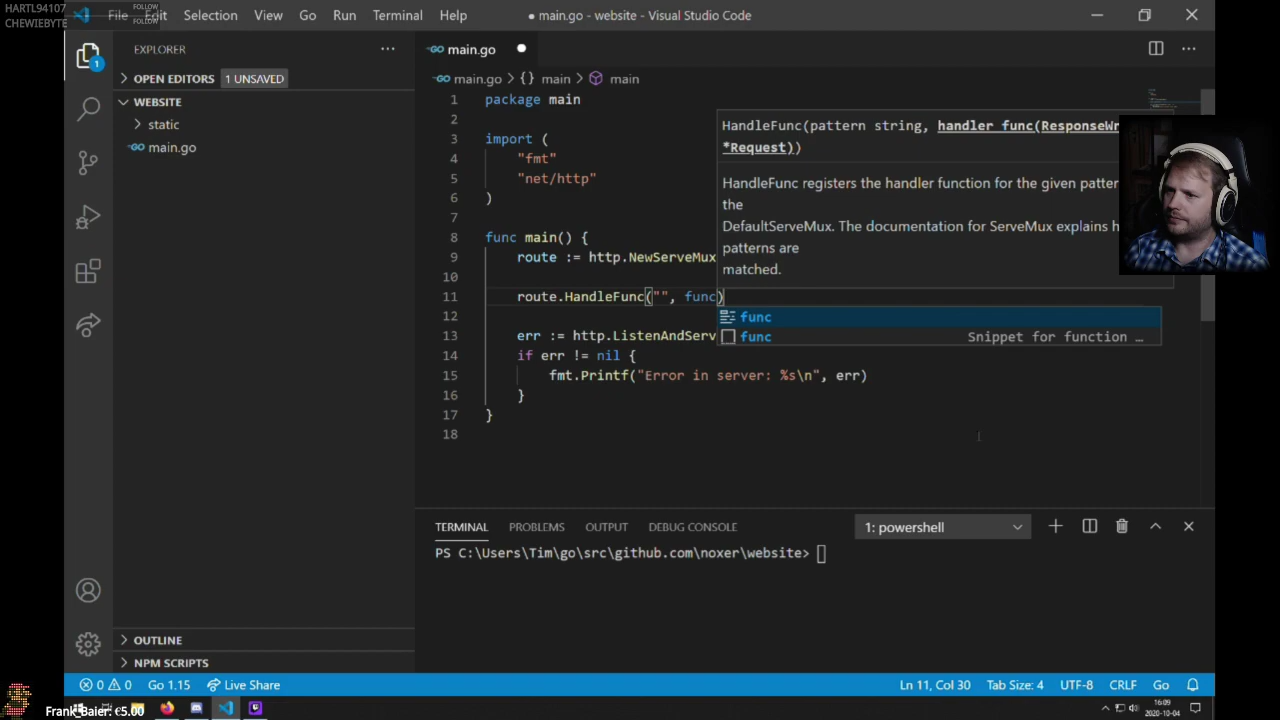 HARTL94107 FOLLOW
CHEWIEBYTE FOLLOW
File Edit Selection View Go Run Terminal Help
● main.go - website - Visual Studio Code
EXPLORER
OPEN EDITORS 1 UNSAVED
WEBSITE
static
main.go
OUTLINE
NPM SCRIPTS
main.go
main.go > {} main > main
1 package main
2
3 import (
4 "fmt"
5 "net/http"
6 )
7
8 func main() {
9 route := http.NewServeMux
10
11 route.HandleFunc("", func)
12
13 err := http.ListenAndServ
14 if err != nil {
15 fmt.Printf("Error in server: %s\n", err)
16 }
17 }
18
HandleFunc(pattern string, handler func(ResponseWr
*Request))
HandleFunc registers the handler function for the given patter
the
DefaultServeMux. The documentation for ServeMux explains h
patterns are
matched.
func
func Snippet for function …
TERMINAL PROBLEMS OUTPUT DEBUG CONSOLE 1: powershell
PS C:\Users\Tim\go\src\github.com\noxer\website>
1
0 0 Go 1.15 Live Share Ln 11, Col 30 Tab Size: 4 UTF-8 CRLF Go
Frank_Baier: €5.00
16:09
2020-10-04